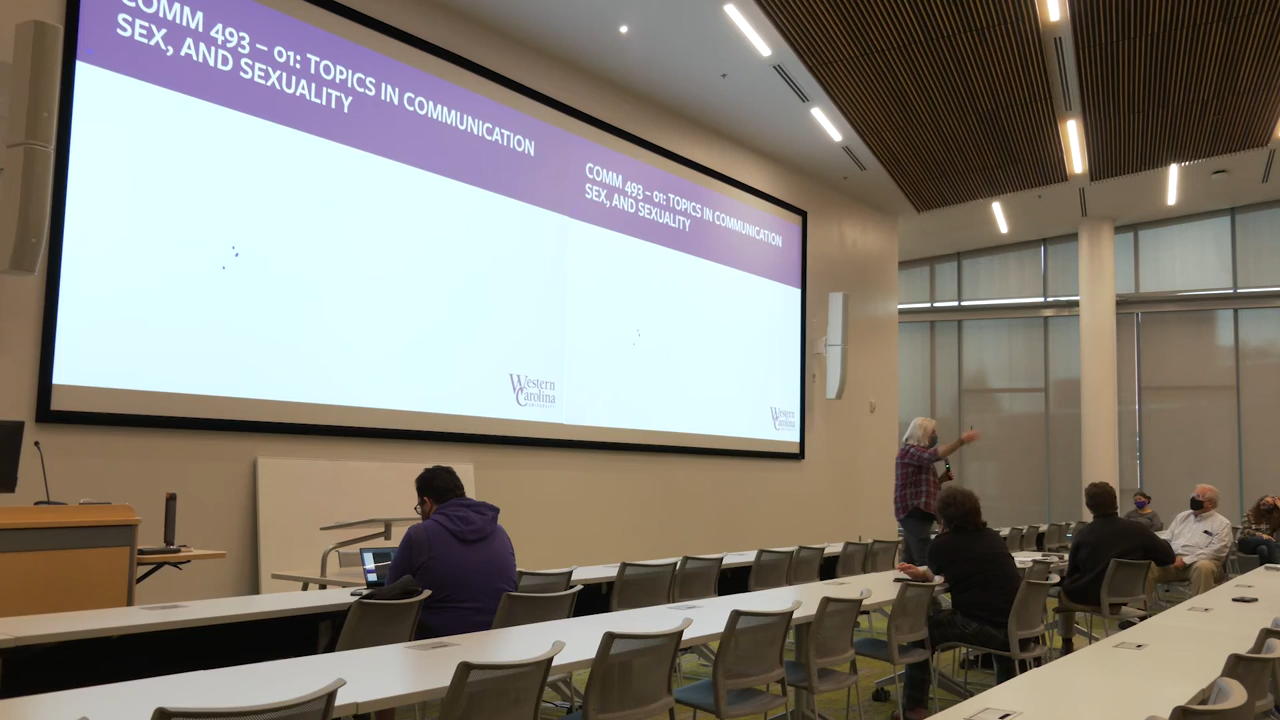 COMM 493 – 01: TOPICS IN COMMUNICATION
SEX, AND SEXUALITY
Western
Carolina
UNIVERSITY
COMM 493 – 01: TOPICS IN COMMUNICATION
SEX, AND SEXUALITY
Western
Carolina